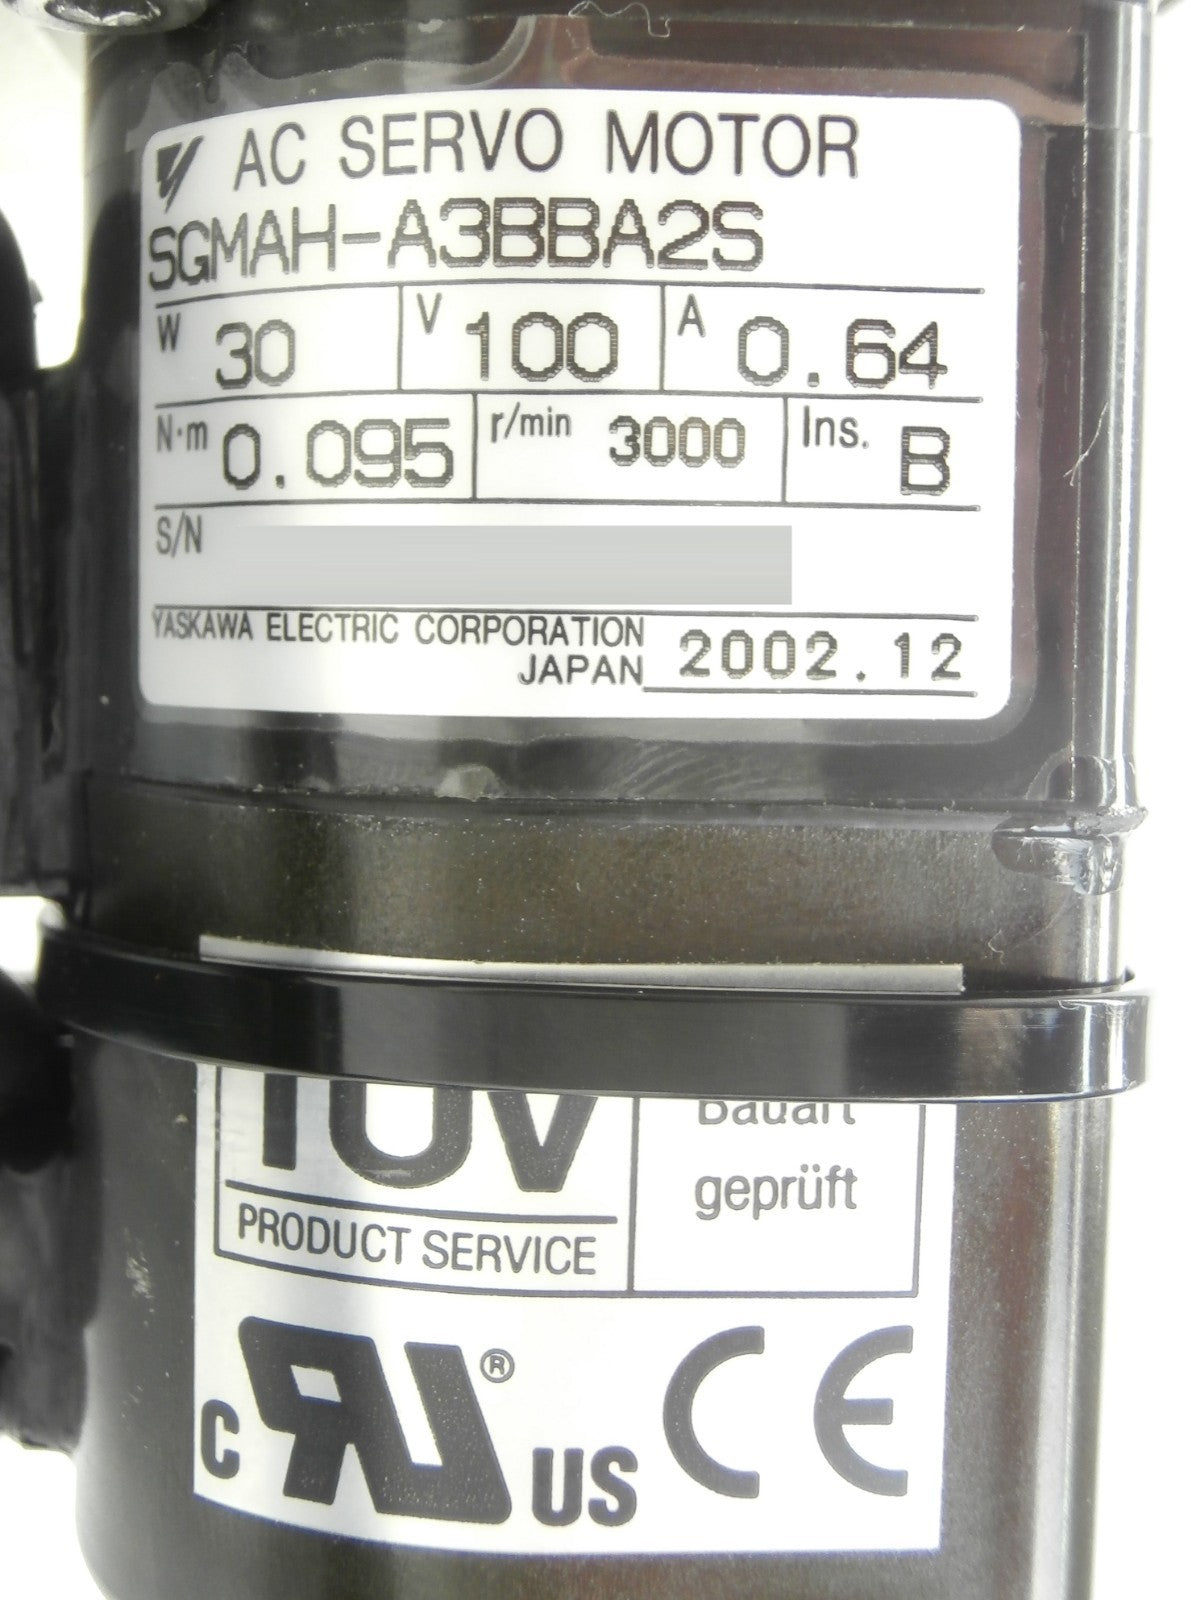 AC SERVO MOTOR
SGMAH-A3BBA2S
W 30 V 100 A 0.64
N·m 0.095 r/min 3000 Ins. B
S/N
YASKAWA ELECTRIC CORPORATION
JAPAN 2002.12
TÜV Bauart
geprüft
PRODUCT SERVICE
C RU ® US CE